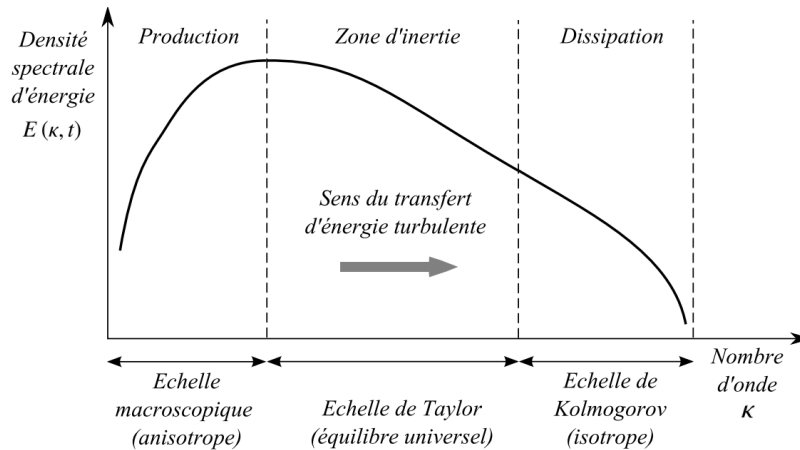 Densité
spectrale
d'énergie
E (κ, t)
Production
Zone d'inertie
Dissipation
Sens du transfert
d'énergie turbulente
Echelle
macroscopique
(anisotrope)
Echelle de Taylor
(équilibre universel)
Echelle de
Kolmogorov
(isotrope)
Nombre
d'onde
κ